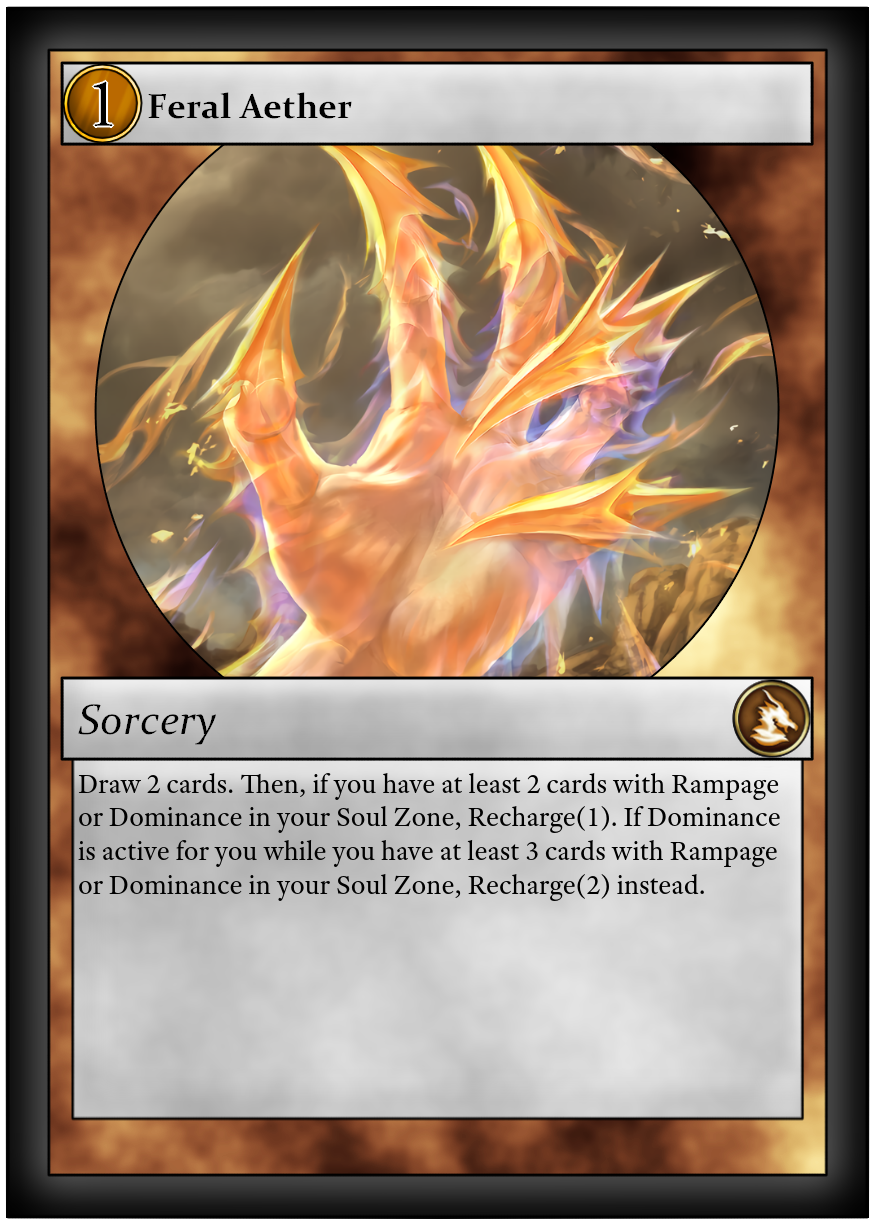 1 Feral Aether
Sorcery
Draw 2 cards. Then, if you have at least 2 cards with Rampage
or Dominance in your Soul Zone, Recharge(1). If Dominance
is active for you while you have at least 3 cards with Rampage
or Dominance in your Soul Zone, Recharge(2) instead.